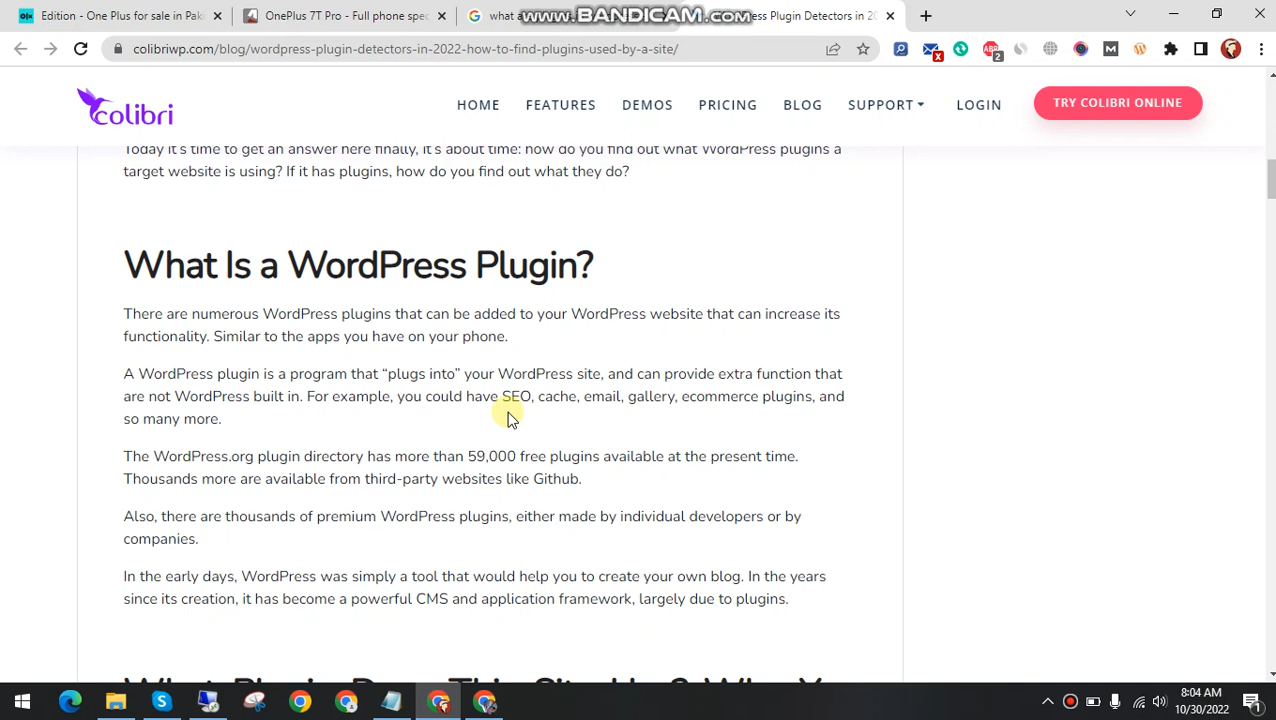 Edition - One Plus for sale in Paki
OnePlus 7T Pro - Full phone spec
what a
www.BANDICAM.com
ress Plugin Detectors in 20
colibriwp.com/blog/wordpress-plugin-detectors-in-2022-how-to-find-plugins-used-by-a-site/
colibri
HOME
FEATURES
DEMOS
PRICING
BLOG
SUPPORT
LOGIN
TRY COLIBRI ONLINE
Today it's time to get an answer here finally, it's about time: how do you find out what WordPress plugins a
target website is using? If it has plugins, how do you find out what they do?
What Is a WordPress Plugin?
There are numerous WordPress plugins that can be added to your WordPress website that can increase its
functionality. Similar to the apps you have on your phone.
A WordPress plugin is a program that “plugs into” your WordPress site, and can provide extra function that
are not WordPress built in. For example, you could have SEO, cache, email, gallery, ecommerce plugins, and
so many more.
The WordPress.org plugin directory has more than 59,000 free plugins available at the present time.
Thousands more are available from third-party websites like Github.
Also, there are thousands of premium WordPress plugins, either made by individual developers or by
companies.
In the early days, WordPress was simply a tool that would help you to create your own blog. In the years
since its creation, it has become a powerful CMS and application framework, largely due to plugins.
8:04 AM
10/30/2022